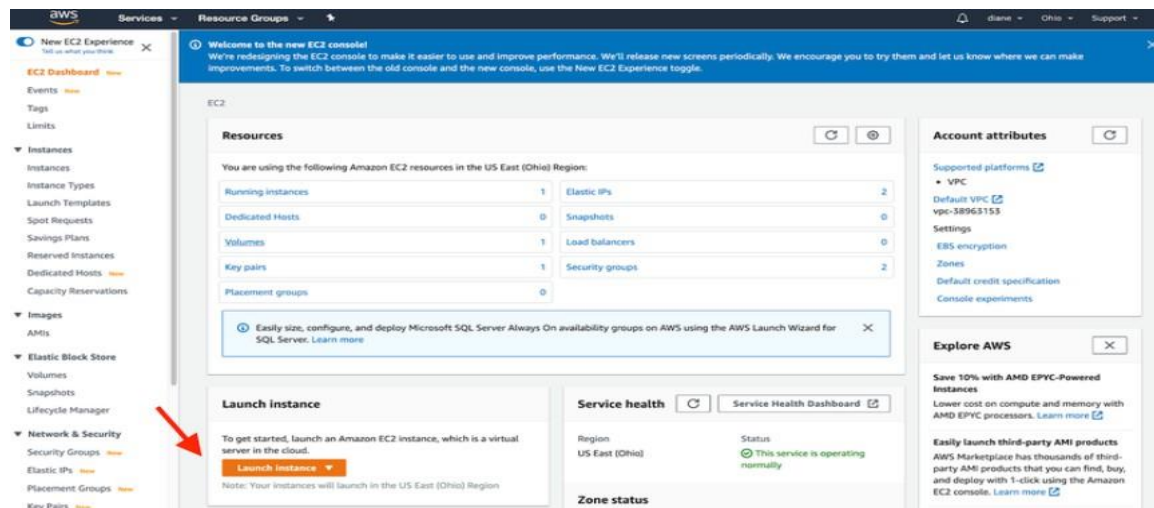 aws Services Resource Groups diane Ohio Support
New EC2 Experience
Tell us what you think
EC2 Dashboard New
Events New
Tags
Limits
Instances
Instances
Instance Types
Launch Templates
Spot Requests
Savings Plans
Reserved Instances
Dedicated Hosts New
Capacity Reservations
Images
AMIs
Elastic Block Store
Volumes
Snapshots
Lifecycle Manager
Network & Security
Security Groups New
Elastic IPs New
Placement Groups New
Key Pairs New
Welcome to the new EC2 console!
We're redesigning the EC2 console to make it easier to use and improve performance. We'll release new screens periodically. We encourage you to try them and let us know where we can make
improvements. To switch between the old console and the new console, use the New EC2 Experience toggle.
EC2
Resources
You are using the following Amazon EC2 resources in the US East (Ohio) Region:
Running instances 1 Elastic IPs 2
Dedicated Hosts 0 Snapshots 0
Volumes 1 Load balancers 0
Key pairs 1 Security groups 2
Placement groups 0
Easily size, configure, and deploy Microsoft SQL Server Always On availability groups on AWS using the AWS Launch Wizard for
SQL Server. Learn more
Launch instance
To get started, launch an Amazon EC2 instance, which is a virtual
server in the cloud.
Launch instance
Note: Your instances will launch in the US East (Ohio) Region
Service health Service Health Dashboard
Region Status
US East (Ohio) This service is operating
normally
Zone status
Account attributes
Supported platforms
• VPC
Default VPC
vpc-38963153
Settings
EBS encryption
Zones
Default credit specification
Console experiments
Explore AWS
Save 10% with AMD EPYC-Powered
Instances
Lower cost on compute and memory with
AMD EPYC processors. Learn more
Easily launch third-party AMI products
AWS Marketplace has thousands of third-
party AMI products that you can find, buy,
and deploy with 1-click using the Amazon
EC2 console. Learn more